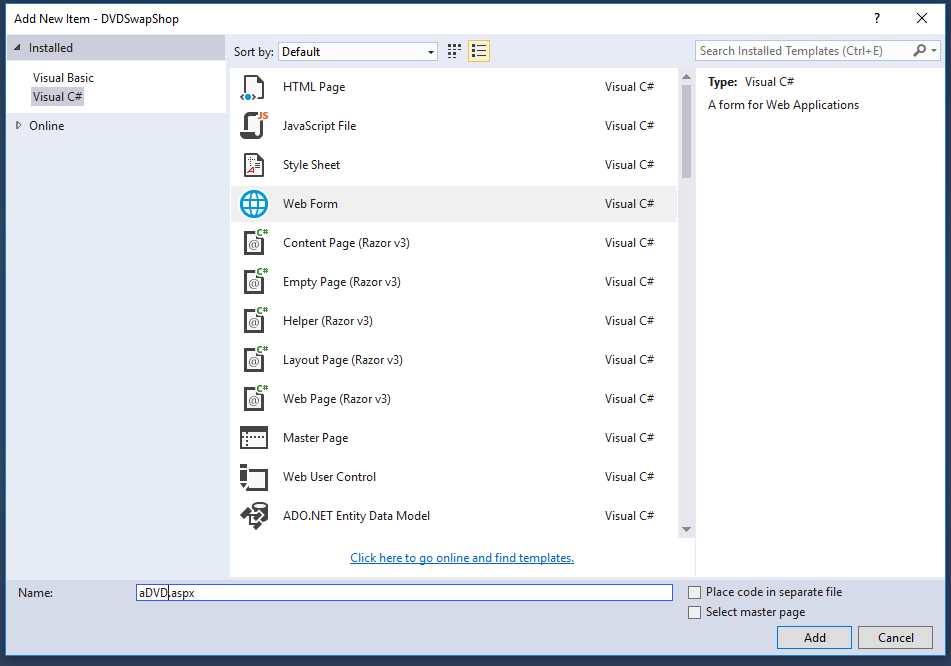 Add New Item - DVDSwapShop ?
Installed
Visual Basic
Visual C#
Online
Sort by: Default
Search Installed Templates (Ctrl+E)
HTML Page Visual C#
JS
JavaScript File Visual C#
Style Sheet Visual C#
Web Form Visual C#
C#
@
Content Page (Razor v3) Visual C#
C#
@
Empty Page (Razor v3) Visual C#
C#
@
Helper (Razor v3) Visual C#
C#
@
Layout Page (Razor v3) Visual C#
C#
@
Web Page (Razor v3) Visual C#
Master Page Visual C#
Web User Control Visual C#
ADO.NET Entity Data Model Visual C#
Click here to go online and find templates.
Type: Visual C#
A form for Web Applications
Name: aDVD.aspx
Place code in separate file
Select master page
Add Cancel